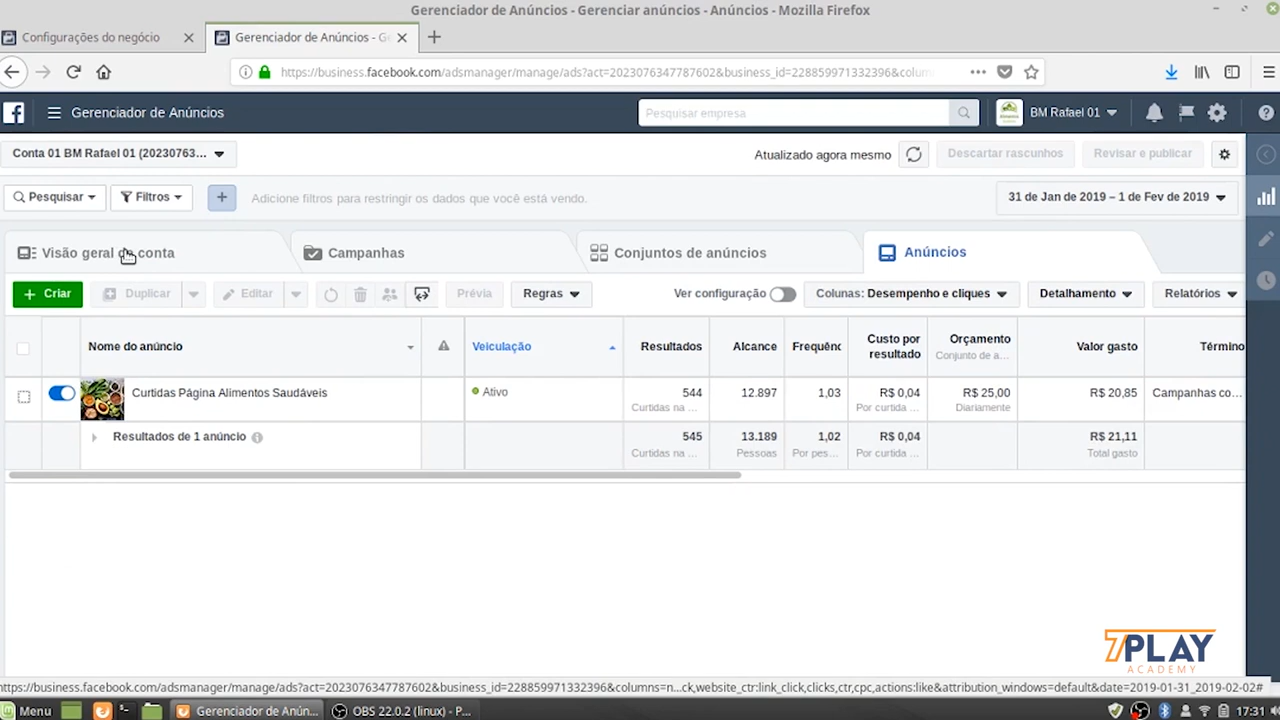 Gerenciador de Anúncios - Gerenciar anúncios - Anúncios - Mozilla Firefox
Configurações do negócio
Gerenciador de Anúncios - Ge
https://business.facebook.com/adsmanager/manage/ads?act=2023076347787602&business_id=228859971332396&colum
Gerenciador de Anúncios
Pesquisar empresa
BM Rafael 01
Conta 01 BM Rafael 01 (20230763...
Atualizado agora mesmo
Descartar rascunhos
Revisar e publicar
Pesquisar
Filtros
Adicione filtros para restringir os dados que você está vendo.
31 de Jan de 2019 – 1 de Fev de 2019
Visão geral da conta
Campanhas
Conjuntos de anúncios
Anúncios
+ Criar
Duplicar
Editar
Prévia
Regras
Ver configuração
Colunas: Desempenho e cliques
Detalhamento
Relatórios
Nome do anúncio
Veiculação
Resultados
Alcance
Frequênc
Custo por resultado
Orçamento
Conjunto de a...
Valor gasto
Término
Curtidas Página Alimentos Saudáveis
Ativo
544
Curtidas na ...
12.897
1,03
R$ 0,04
Por curtida ...
R$ 25,00
Diariamente
R$ 20,85
Campanhas co...
Resultados de 1 anúncio
545
Curtidas na ...
13.189
Pessoas
1,02
Por pes...
R$ 0,04
Por curtida ...
R$ 21,11
Total gasto
7PLAY
ACADEMY
https://business.facebook.com/adsmanager/manage/ads?act=2023076347787602&business_id=228859971332396&columns=n...ck,website_ctr:link_click,clicks,ctr,cpc,actions:like&attribution_windows=default&date=2019-01-31_2019-02-02#
Menu
Gerenciador de Anún...
OBS 22.0.2 (linux) - P...
17:31